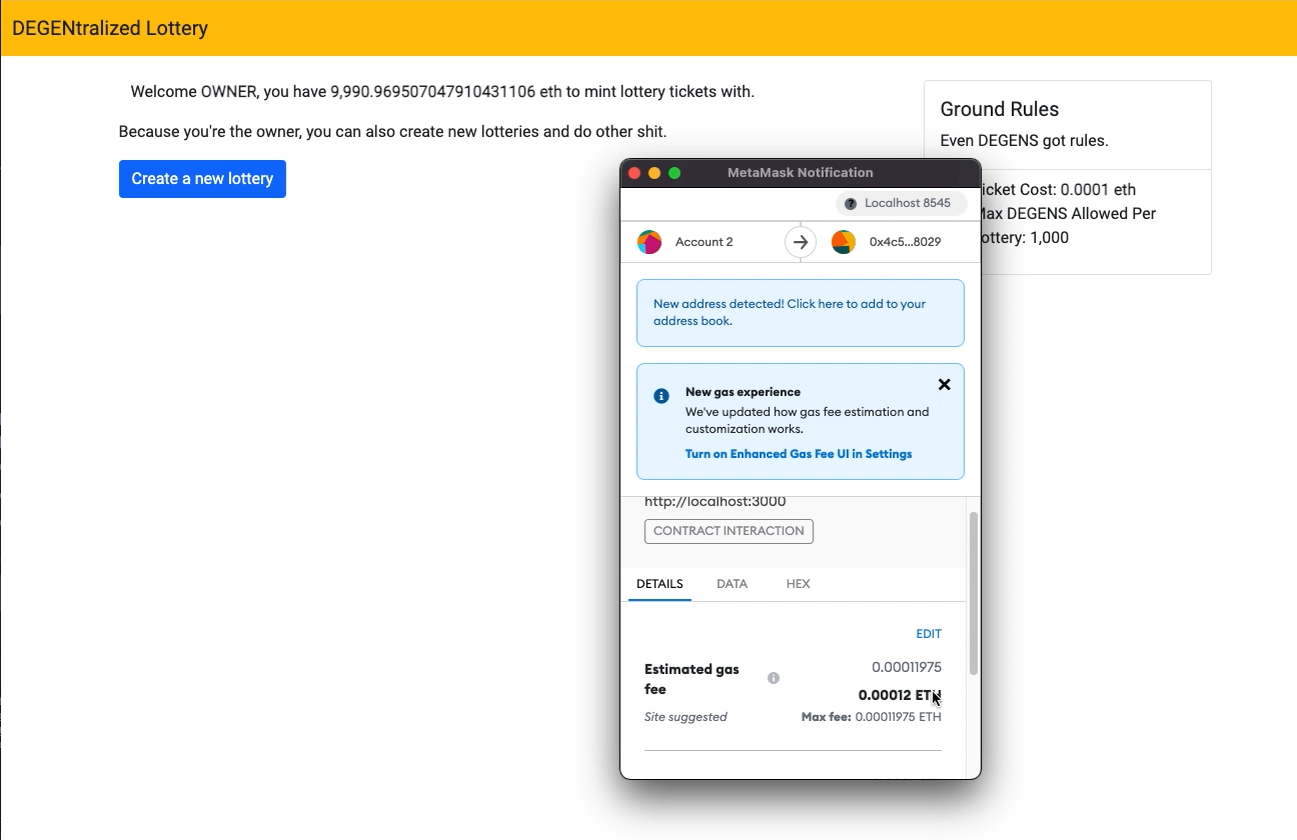 DEGENtralized Lottery
Welcome OWNER, you have 9,990.969507047910431106 eth to mint lottery tickets with.
Because you're the owner, you can also create new lotteries and do other shit.
Create a new lottery
Ground Rules
Even DEGENS got rules.
icket Cost: 0.0001 eth
Max DEGENS Allowed Per
ottery: 1,000
MetaMask Notification
Localhost 8545
Account 2
0x4c5...8029
New address detected! Click here to add to your
address book.
New gas experience
We've updated how gas fee estimation and
customization works.
Turn on Enhanced Gas Fee UI in Settings
http://localhost:3000
CONTRACT INTERACTION
DETAILS DATA HEX
EDIT
Estimated gas
fee
0.00011975
0.00012 ETH
Site suggested
Max fee: 0.00011975 ETH